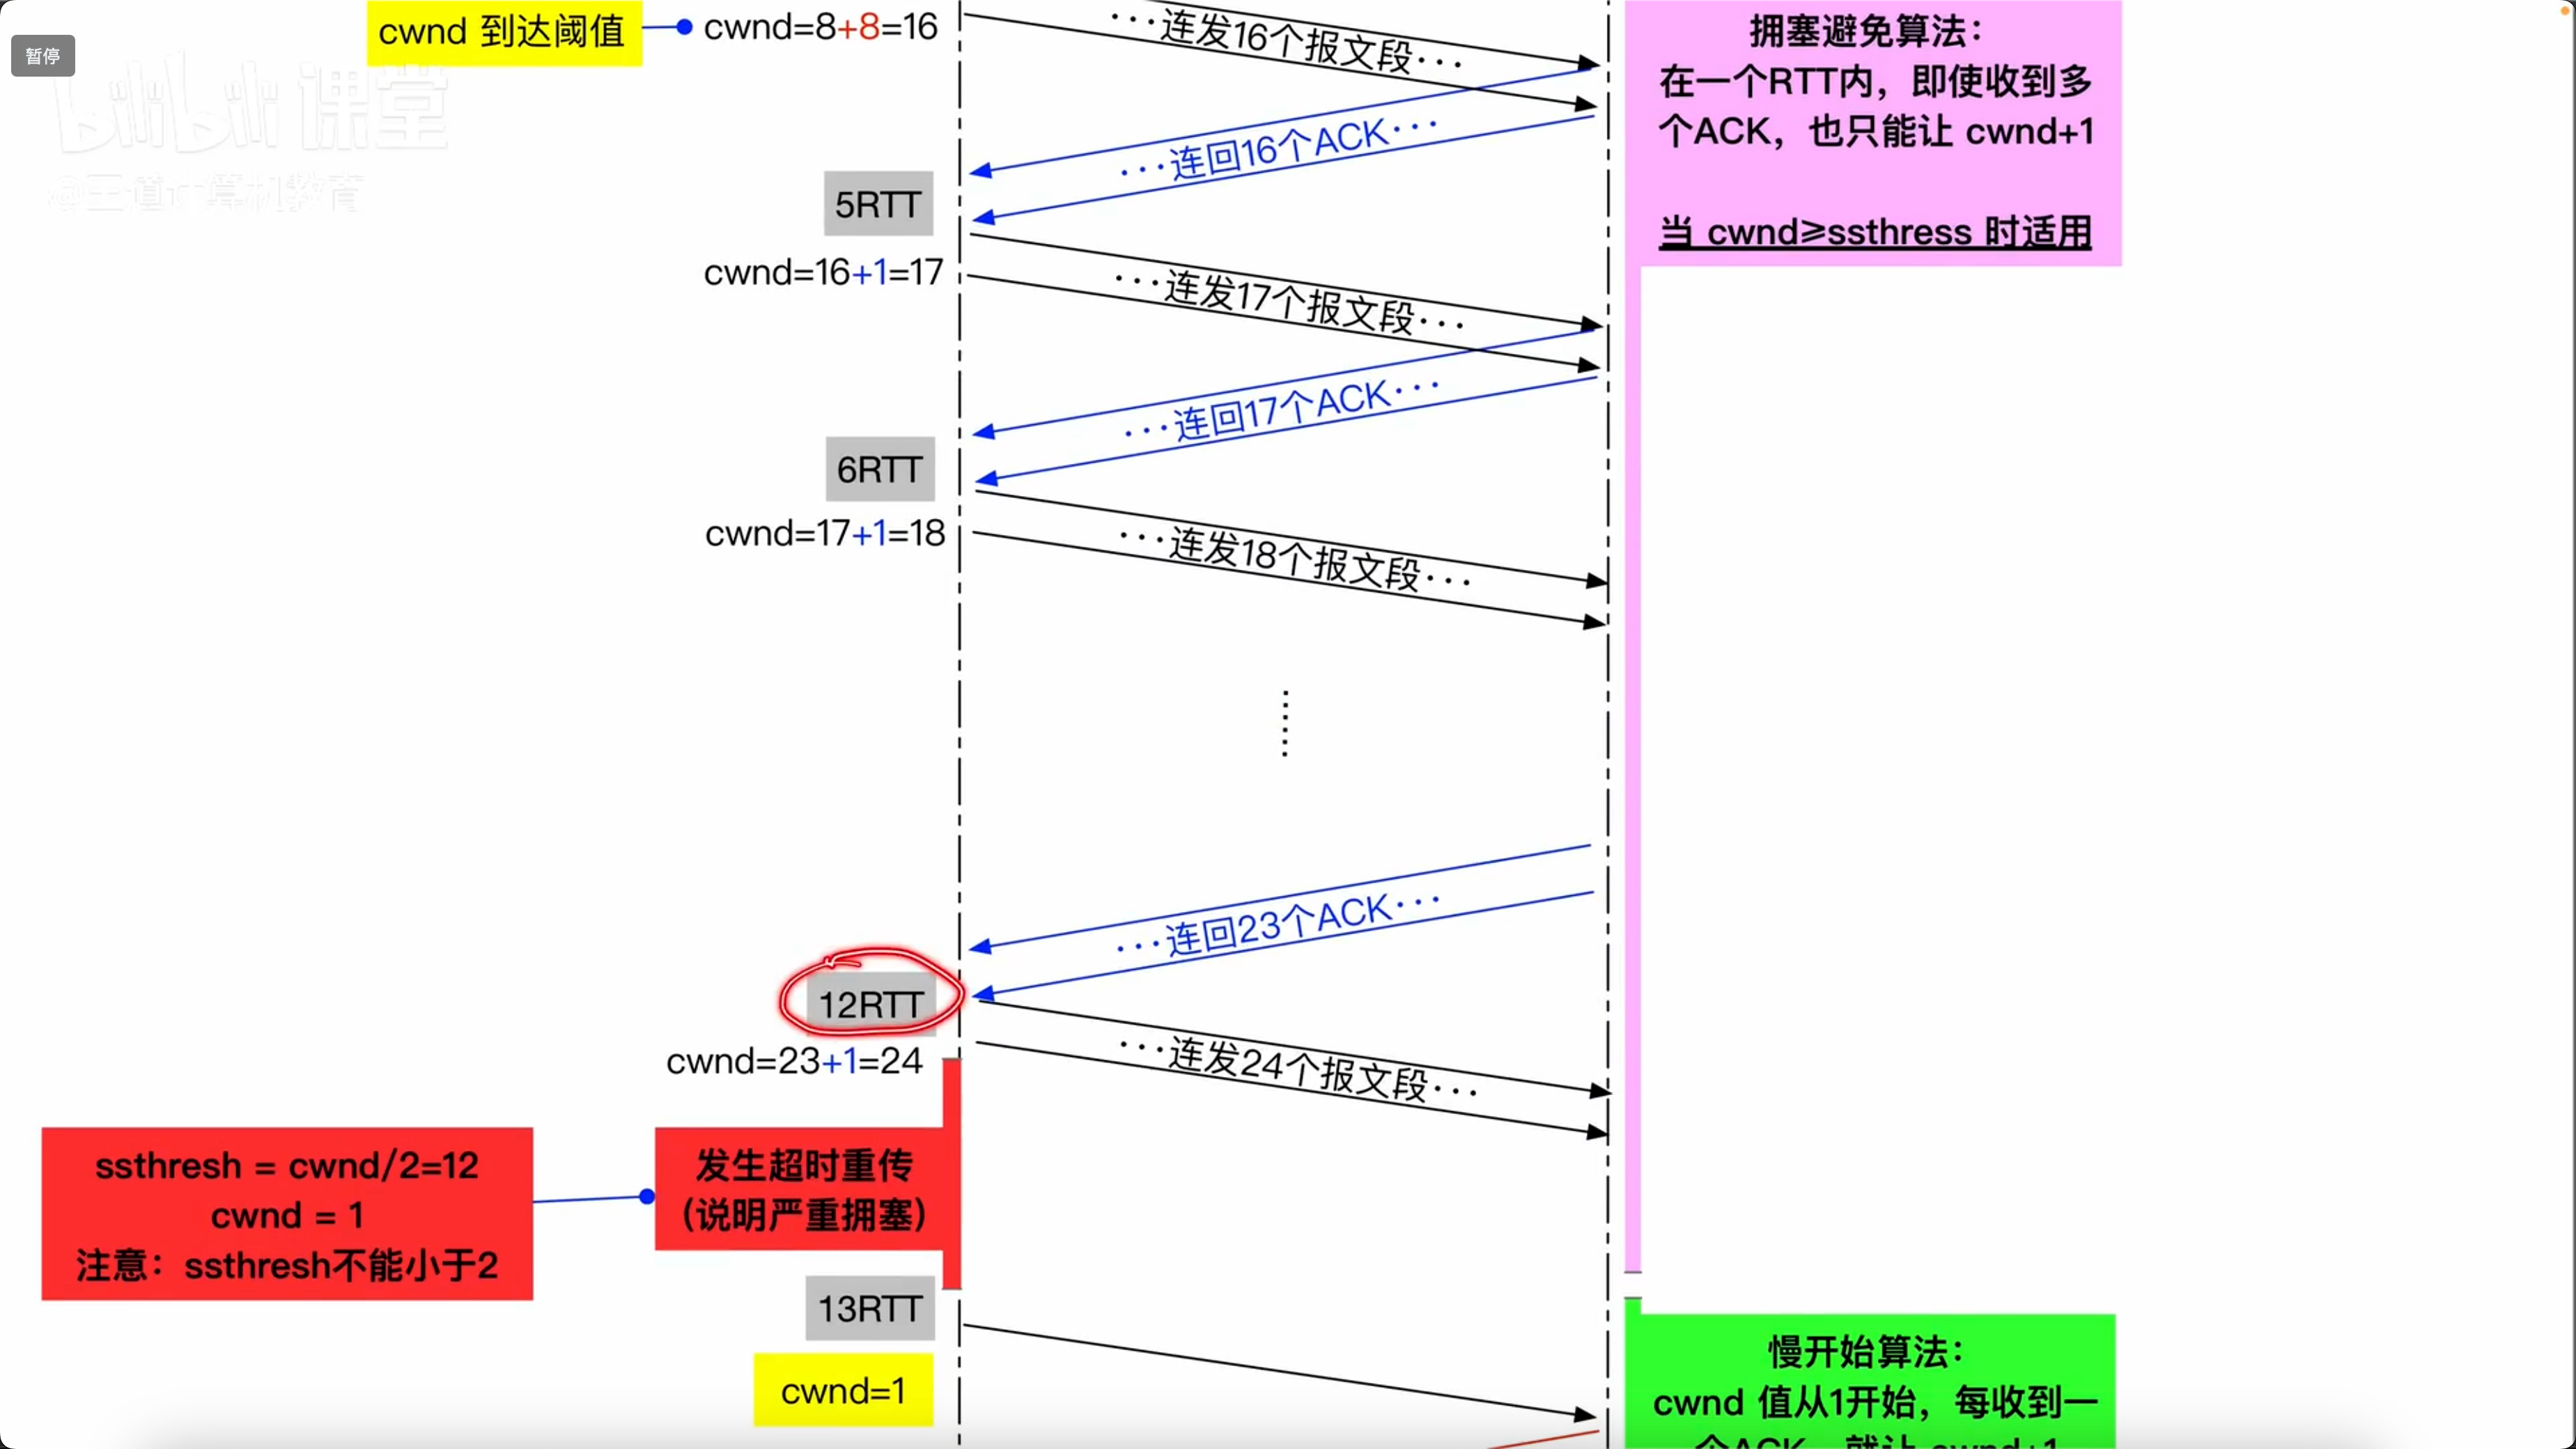 暂停
bilibili 课堂
@王道计算机教育
cwnd 到达阈值
cwnd=8+8=16
···连发16个报文段···
···连回16个ACK···
5RTT
cwnd=16+1=17
···连发17个报文段···
···连回17个ACK···
6RTT
cwnd=17+1=18
···连发18个报文段···
······
···连回23个ACK···
12RTT
cwnd=23+1=24
···连发24个报文段···
ssthresh = cwnd/2=12
cwnd = 1
注意：ssthresh不能小于2
发生超时重传
(说明严重拥塞)
13RTT
cwnd=1
拥塞避免算法：
在一个RTT内，即使收到多
个ACK，也只能让 cwnd+1
当 cwnd≥ssthress 时适用
慢开始算法：
cwnd 值从1开始，每收到一
个ACK，就让 cwnd+1